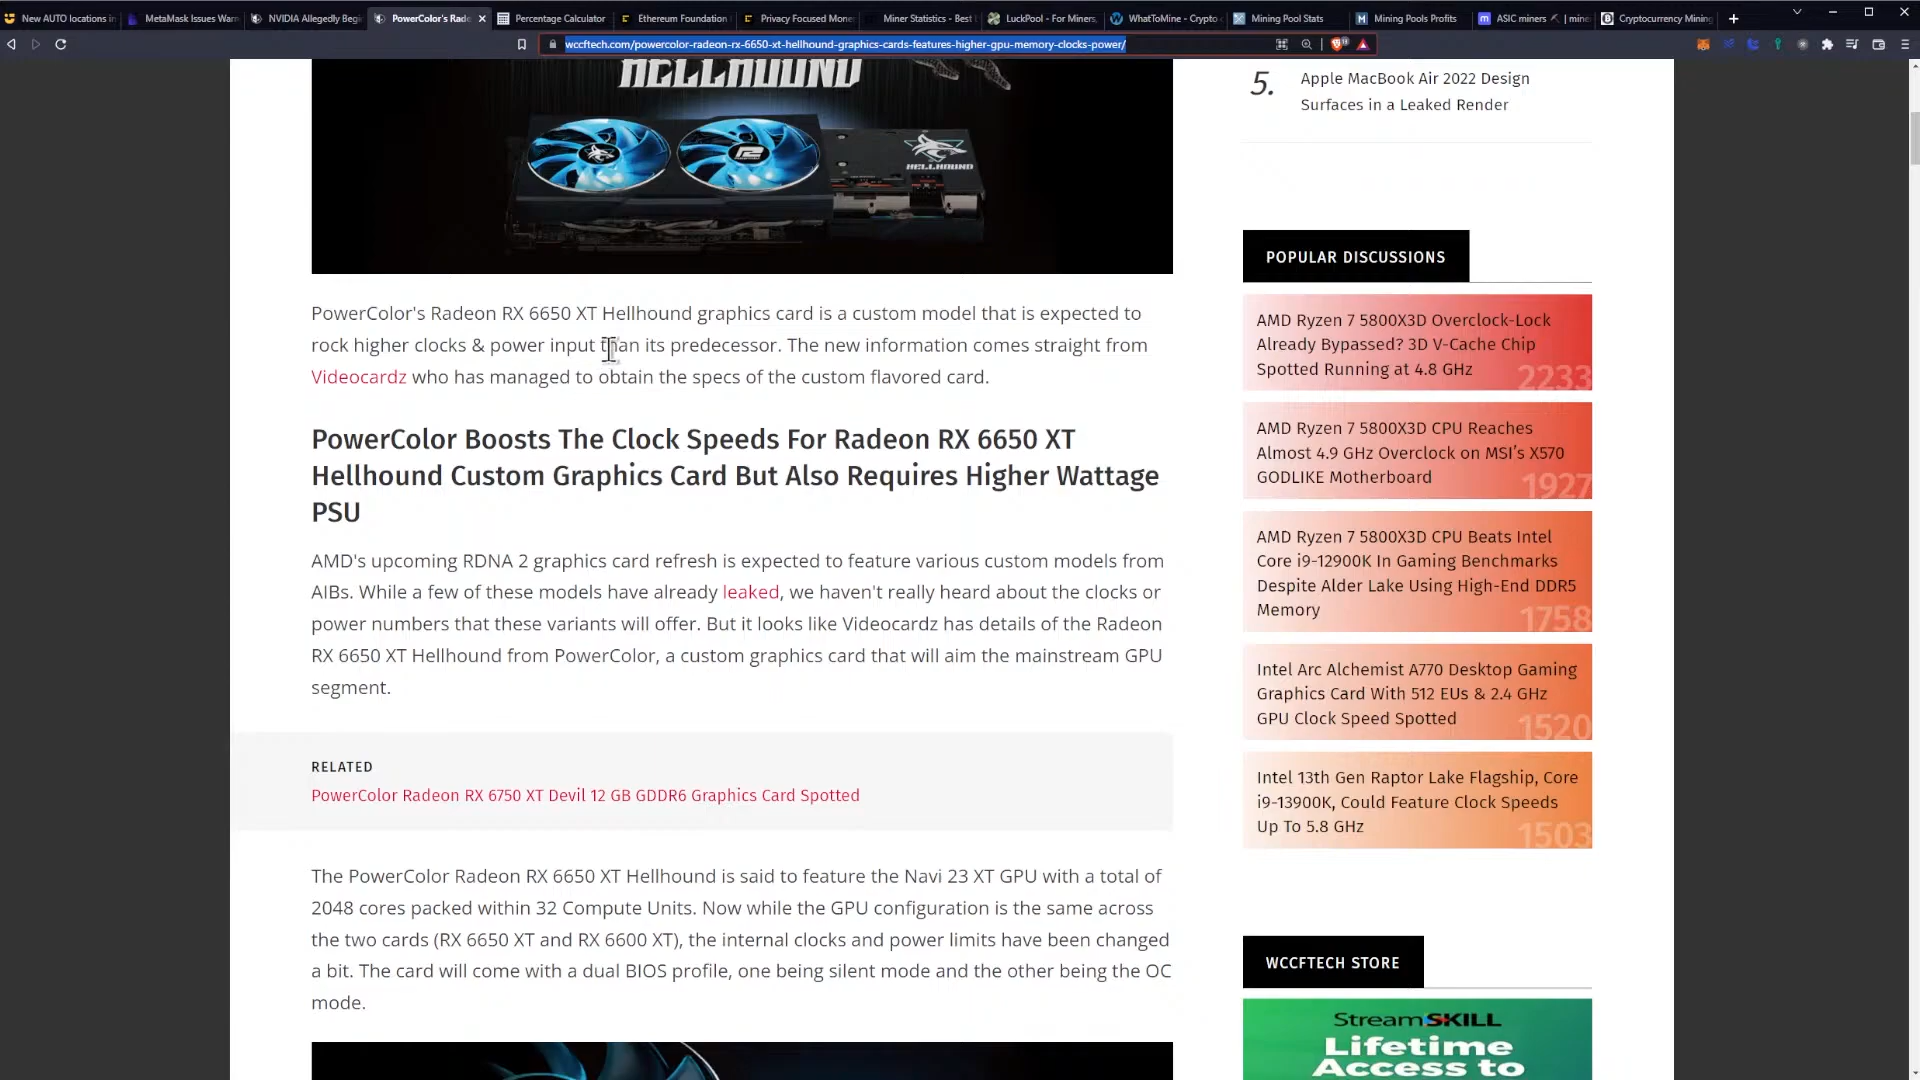 New AUTO locations in
MetaMask Issues Warn
NVIDIA Allegedly Begi
PowerColor's Rade
Percentage Calculator
Ethereum Foundation
Privacy Focused Mone
Miner Statistics - Best
LuckPool - For Miners,
WhatToMine - Crypto
Mining Pool Stats
Mining Pools Profits
ASIC miners
mine
Cryptocurrency Mining
wccftech.com/powercolor-radeon-rx-6650-xt-hellhound-graphics-cards-features-higher-gpu-memory-clocks-power/
HELLHOUND
HELLHOUND
PowerColor's Radeon RX 6650 XT Hellhound graphics card is a custom model that is expected to
rock higher clocks & power input than its predecessor. The new information comes straight from
Videocardz who has managed to obtain the specs of the custom flavored card.
PowerColor Boosts The Clock Speeds For Radeon RX 6650 XT
Hellhound Custom Graphics Card But Also Requires Higher Wattage
PSU
AMD's upcoming RDNA 2 graphics card refresh is expected to feature various custom models from
AIBs. While a few of these models have already leaked, we haven't really heard about the clocks or
power numbers that these variants will offer. But it looks like Videocardz has details of the Radeon
RX 6650 XT Hellhound from PowerColor, a custom graphics card that will aim the mainstream GPU
segment.
RELATED
PowerColor Radeon RX 6750 XT Devil 12 GB GDDR6 Graphics Card Spotted
The PowerColor Radeon RX 6650 XT Hellhound is said to feature the Navi 23 XT GPU with a total of
2048 cores packed within 32 Compute Units. Now while the GPU configuration is the same across
the two cards (RX 6650 XT and RX 6600 XT), the internal clocks and power limits have been changed
a bit. The card will come with a dual BIOS profile, one being silent mode and the other being the OC
mode.
5.
Apple MacBook Air 2022 Design
Surfaces in a Leaked Render
POPULAR DISCUSSIONS
AMD Ryzen 7 5800X3D Overclock-Lock
Already Bypassed? 3D V-Cache Chip
Spotted Running at 4.8 GHz
2233
AMD Ryzen 7 5800X3D CPU Reaches
Almost 4.9 GHz Overclock on MSI's X570
GODLIKE Motherboard
1927
AMD Ryzen 7 5800X3D CPU Beats Intel
Core i9-12900K In Gaming Benchmarks
Despite Alder Lake Using High-End DDR5
Memory
1758
Intel Arc Alchemist A770 Desktop Gaming
Graphics Card With 512 EUs & 2.4 GHz
GPU Clock Speed Spotted
1520
Intel 13th Gen Raptor Lake Flagship, Core
i9-13900K, Could Feature Clock Speeds
Up To 5.8 GHz
1503
WCCFTECH STORE
StreamSKILL
Lifetime
Access to